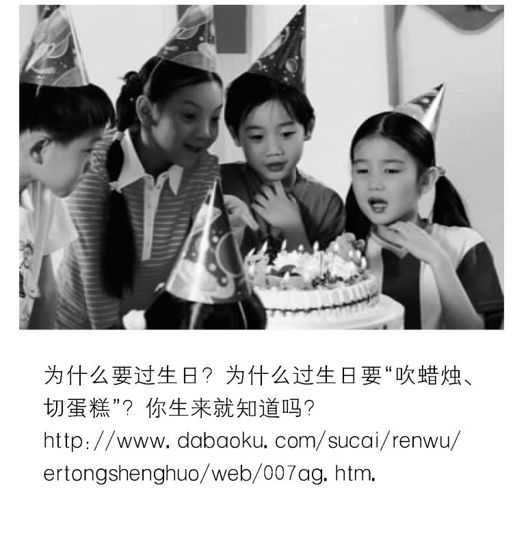 为什么要过生日？为什么过生日要“吹蜡烛、
切蛋糕”？你生来就知道吗？
http://www.dabaoku.com/sucai/renwu/
ertongshenghuo/web/007ag.htm.